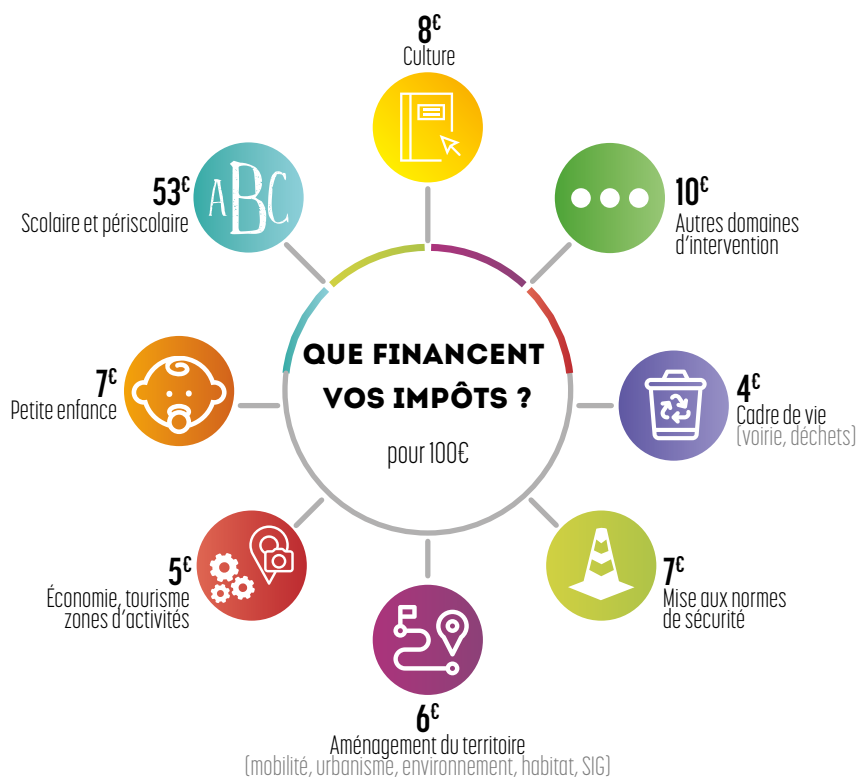 8€
Culture
53€
Scolaire et périscolaire
ABC
10€
Autres domaines
d'intervention
QUE FINANCENT
VOS IMPÔTS ?
pour 100€
7€
Petite enfance
4€
Cadre de vie
(voirie, déchets)
5€
Économie, tourisme
zones d'activités
7€
Mise aux normes
de sécurité
6€
Aménagement du territoire
(mobilité, urbanisme, environnement, habitat, SIG)